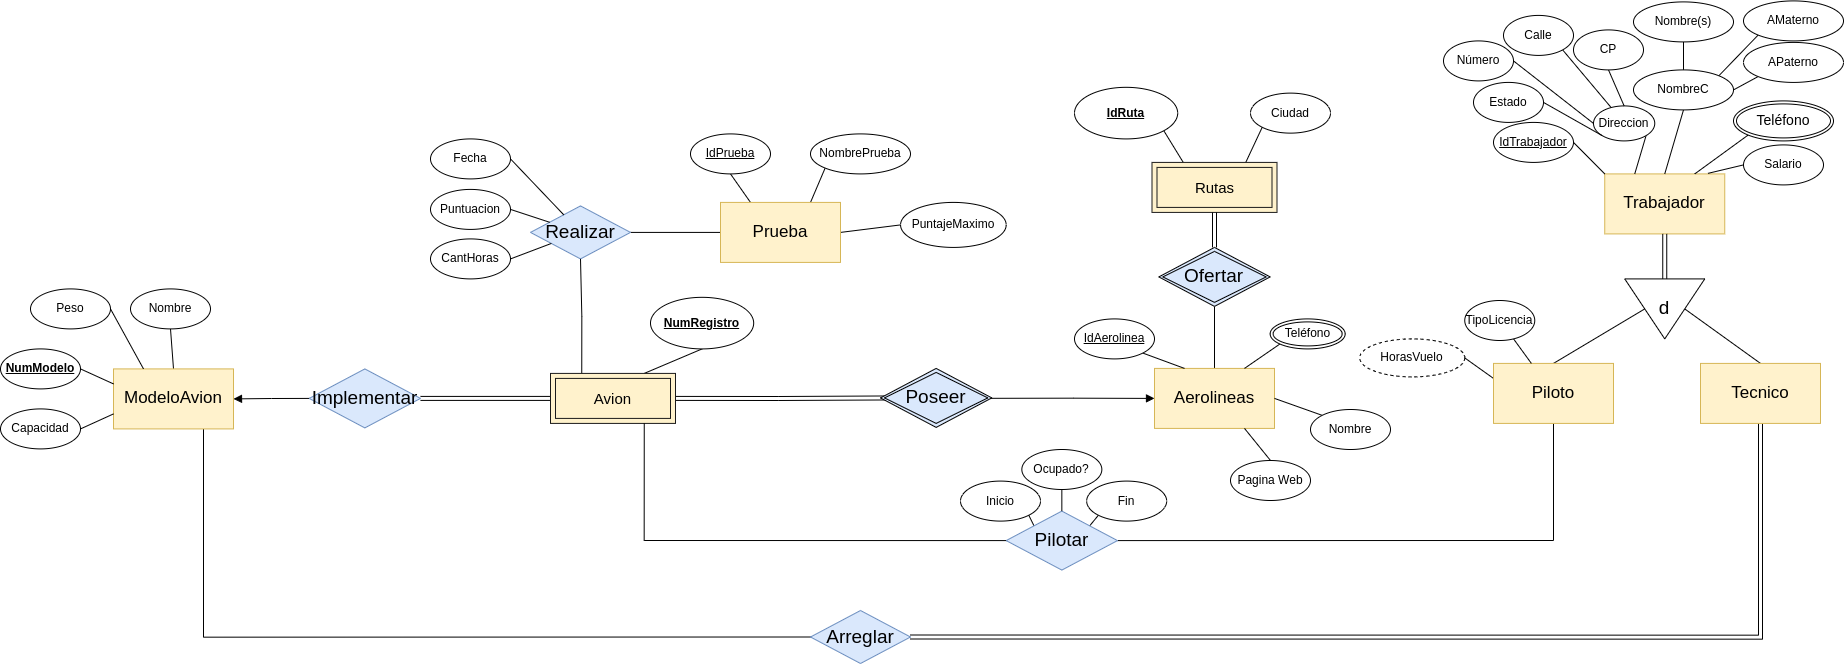 Nombre(s)
AMaterno
Calle
CP
Número
APaterno
NombreC
Estado
Direccion
Teléfono
IdTrabajador
Salario
Trabajador
IdRuta
Ciudad
Rutas
Ofertar
Fecha
IdPrueba
NombrePrueba
Puntuacion
Realizar
Prueba
PuntajeMaximo
CantHoras
Peso
Nombre
NumRegistro
NumModelo
ModeloAvion
Capacidad
Implementar
Avion
Poseer
IdAerolinea
Teléfono
Aerolineas
Nombre
Pagina Web
d
TipoLicencia
HorasVuelo
Piloto
Tecnico
Ocupado?
Inicio
Fin
Pilotar
Arreglar